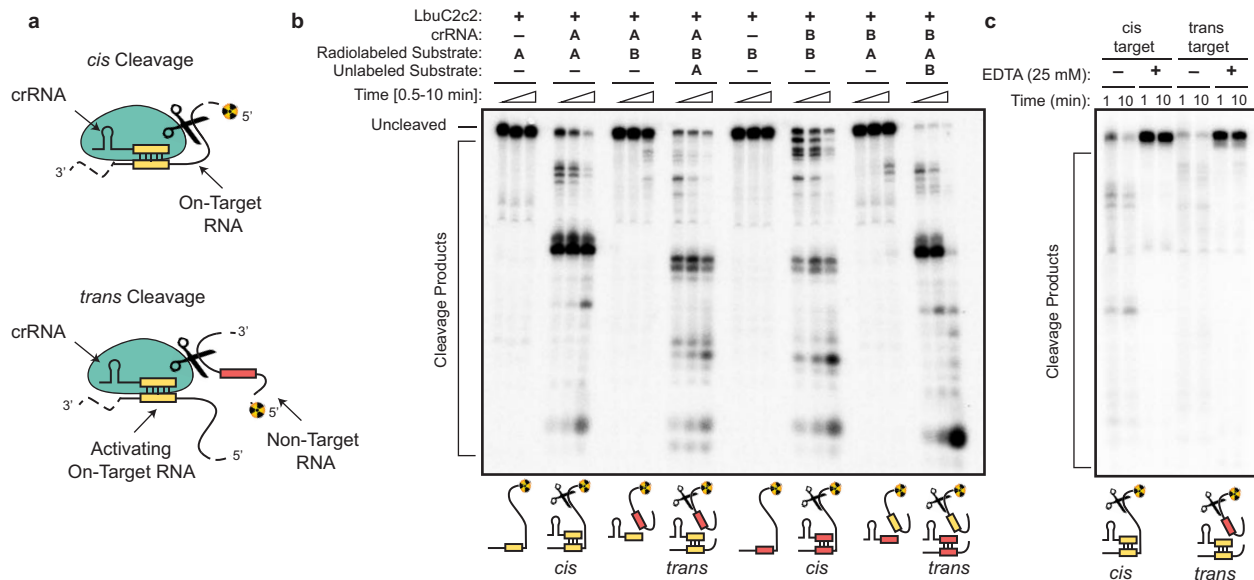 a
cis Cleavage
crRNA
5'
3'
On-Target
RNA
trans Cleavage
crRNA
3'
3'
5'
5'
Activating
On-Target RNA
Non-Target
RNA
b
LbuC2c2: + + + + + + + +
crRNA: – A A A – B B B
Radiolabeled Substrate: A A B B B B A A
Unlabeled Substrate: – – – A – – – B
Time [0.5-10 min]:
Uncleaved
Cleavage Products
cis trans cis trans
c
cis
target
trans
target
EDTA (25 mM): – + – +
Time (min): 1 10 1 10 1 10 1 10
Cleavage Products
cis trans